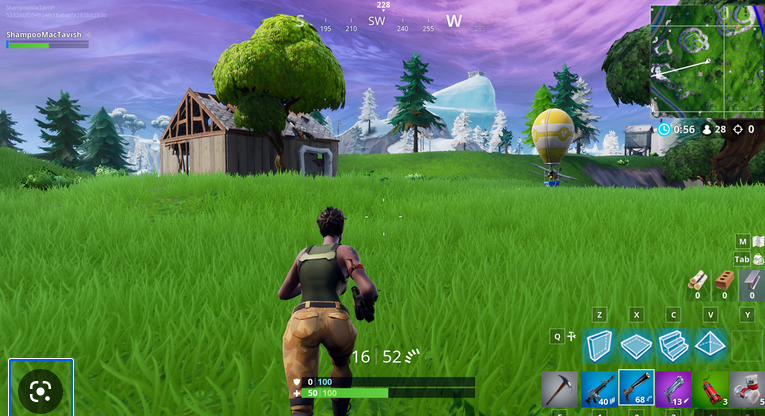 ShampooMacTavish
ShampooMacTavish
228
S 195 210 SW 240 255 W
0:56 28 0
M
Tab
0 0 0
Z X C V Y
Q
16 | 52
0 | 100
50 | 100
40 68 13 3 5